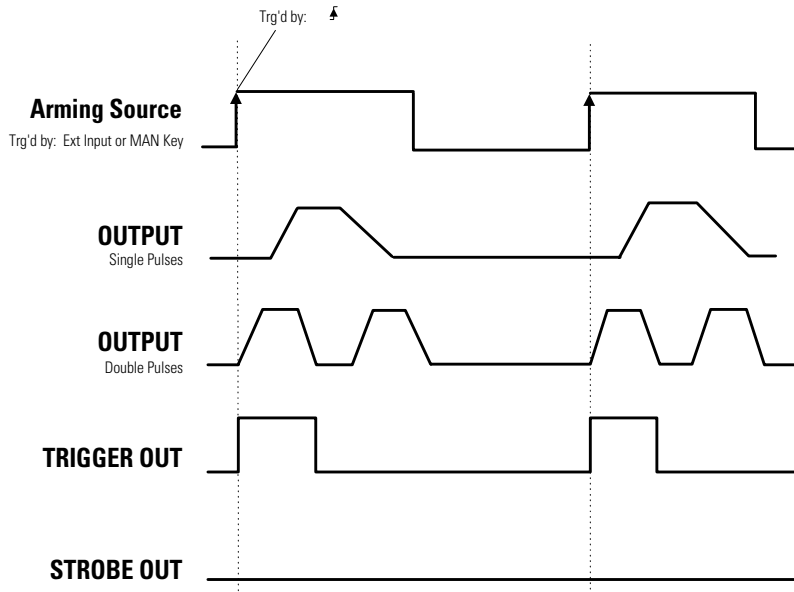 Trg'd by:
Arming Source
Trg'd by: Ext Input or MAN Key
OUTPUT
Single Pulses
OUTPUT
Double Pulses
TRIGGER OUT
STROBE OUT